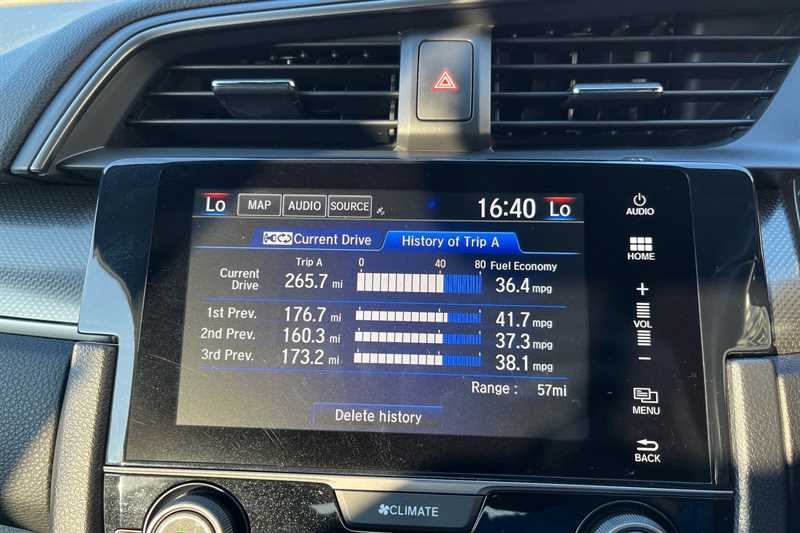 Lo MAP AUDIO SOURCE 16:40 Lo
Current Drive History of Trip A
Trip A 0 40 80 Fuel Economy
Current Drive 265.7 mi 36.4 mpg
1st Prev. 176.7 mi 41.7 mpg
2nd Prev. 160.3 mi 37.3 mpg
3rd Prev. 173.2 mi 38.1 mpg
Range : 57mi
Delete history
AUDIO
HOME
+
VOL
−
MENU
BACK
CLIMATE